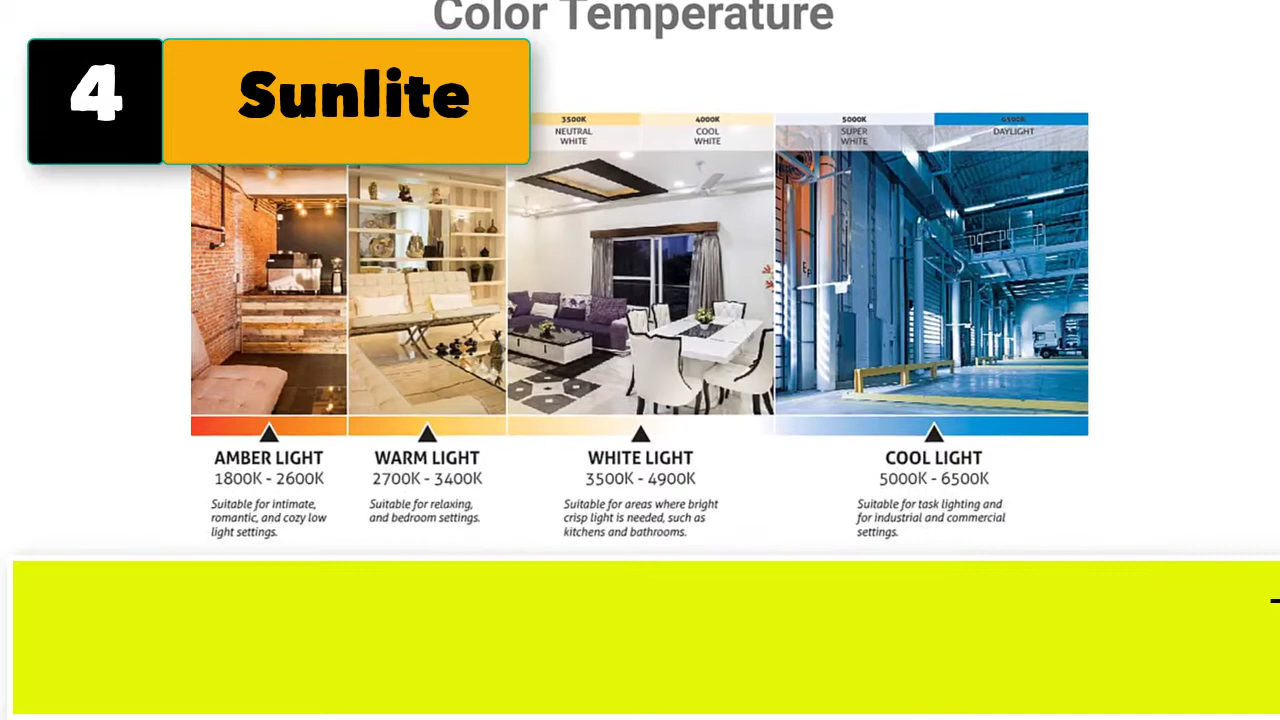 Color Temperature
4 Sunlite
3500K
NEUTRAL
WHITE
4000K
COOL
WHITE
5000K
SUPER
WHITE
6500K
DAYLIGHT
AMBER LIGHT
1800K - 2600K
Suitable for intimate,
romantic, and cozy low
light settings.
WARM LIGHT
2700K - 3400K
Suitable for relaxing,
and bedroom settings.
WHITE LIGHT
3500K - 4900K
Suitable for areas where bright
crisp light is needed, such as
kitchens and bathrooms.
COOL LIGHT
5000K - 6500K
Suitable for task lighting and
for industrial and commercial
settings.